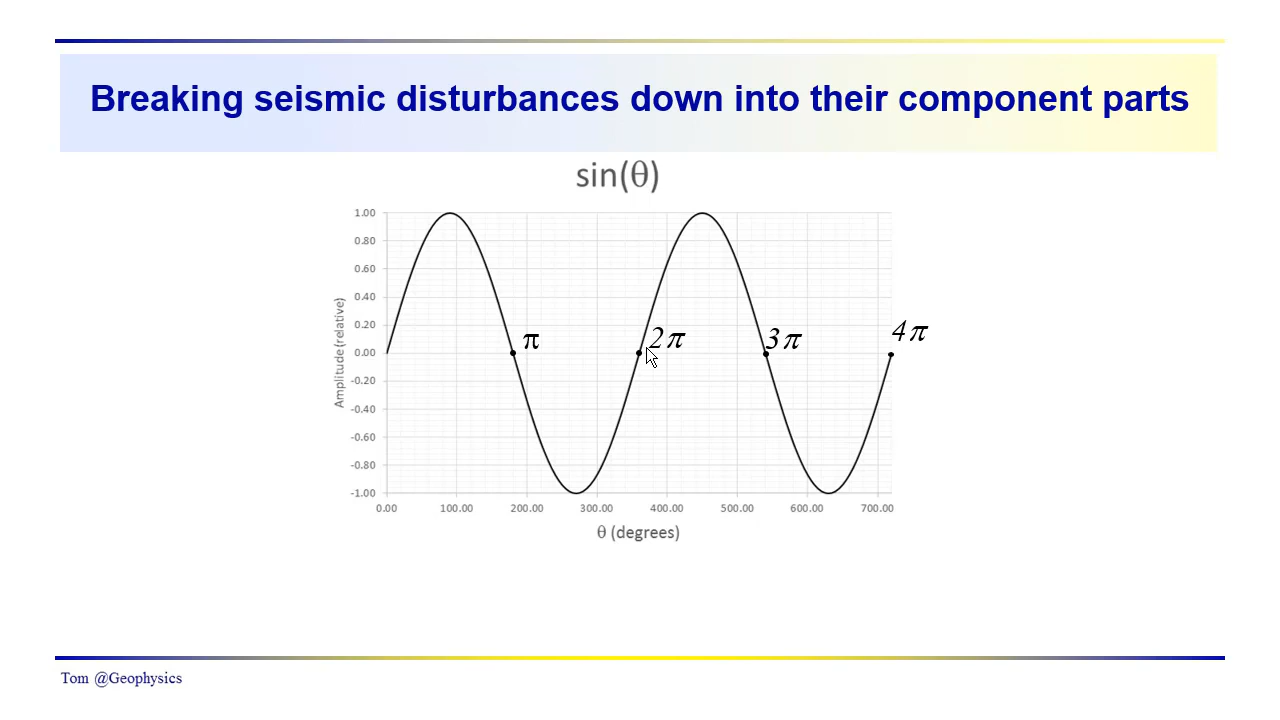 Breaking seismic disturbances down into their component parts
sin(θ)
1.00
0.80
0.60
0.40
0.20
0.00
-0.20
-0.40
-0.60
-0.80
-1.00
Amplitude (relative)
π
2π
3π
4π
0.00 100.00 200.00 300.00 400.00 500.00 600.00 700.00
θ (degrees)
Tom @Geophysics